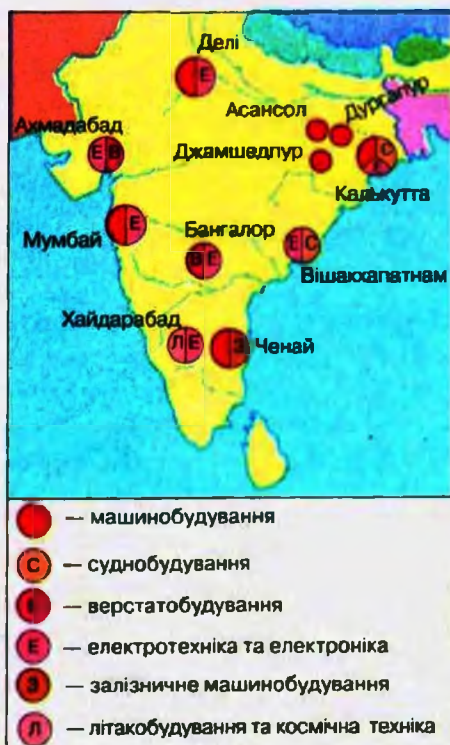 Делі
Е
Асансол
Дургапур
Ахмадабад
Е В
Джамшедпур
С
Калькутта
Мумбай
Е
Бангалор
В Е
Е С
Вішакхапатнам
Хайдарабад
Л Е
З
Ченай
— машинобудування
С — суднобудування
— верстатобудування
Е — електротехніка та електроніка
З — залізничне машинобудування
Л — літакобудування та космічна техніка